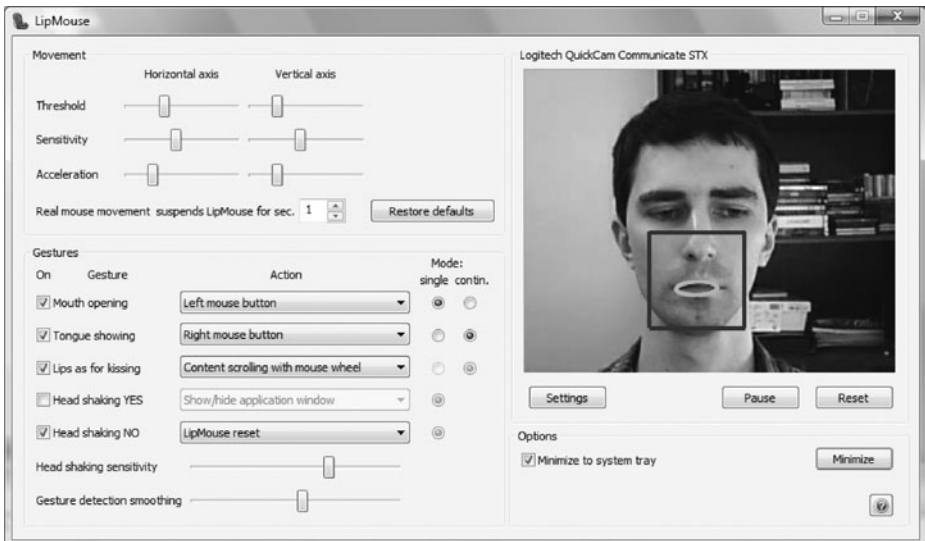 LipMouse
Movement
Horizontal axis Vertical axis
Threshold
Sensitivity
Acceleration
Real mouse movement suspends LipMouse for sec. 1 Restore defaults
Gestures
On Gesture Action Mode:
single contin.
Mouth opening Left mouse button
Tongue showing Right mouse button
Lips as for kissing Content scrolling with mouse wheel
Head shaking YES Show/hide application window
Head shaking NO LipMouse reset
Head shaking sensitivity
Gesture detection smoothing
Logitech QuickCam Communicate STX
Settings Pause Reset
Options
Minimize to system tray Minimize
?